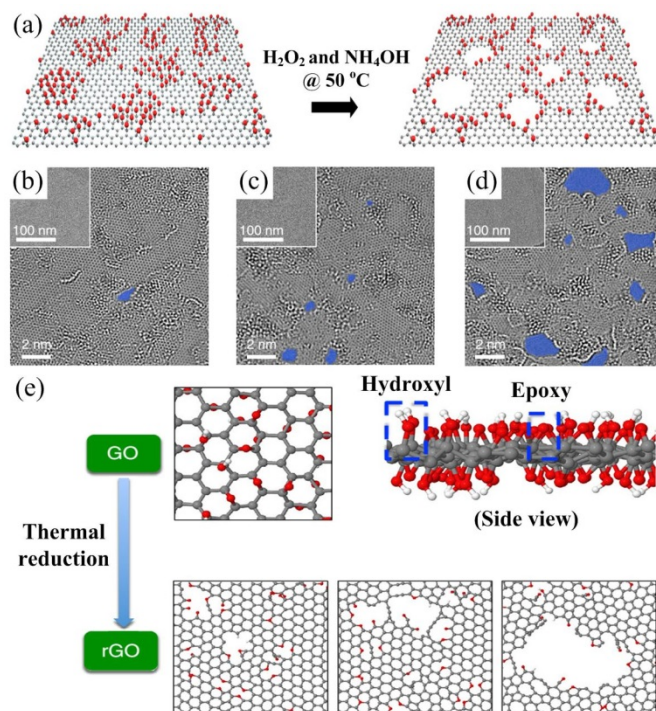 (a)
H₂O₂ and NH₄OH
@ 50 °C
(b)
100 nm
2 nm
(c)
100 nm
2 nm
(d)
100 nm
2 nm
(e)
GO
Thermal
reduction
rGO
Hydroxyl
Epoxy
(Side view)